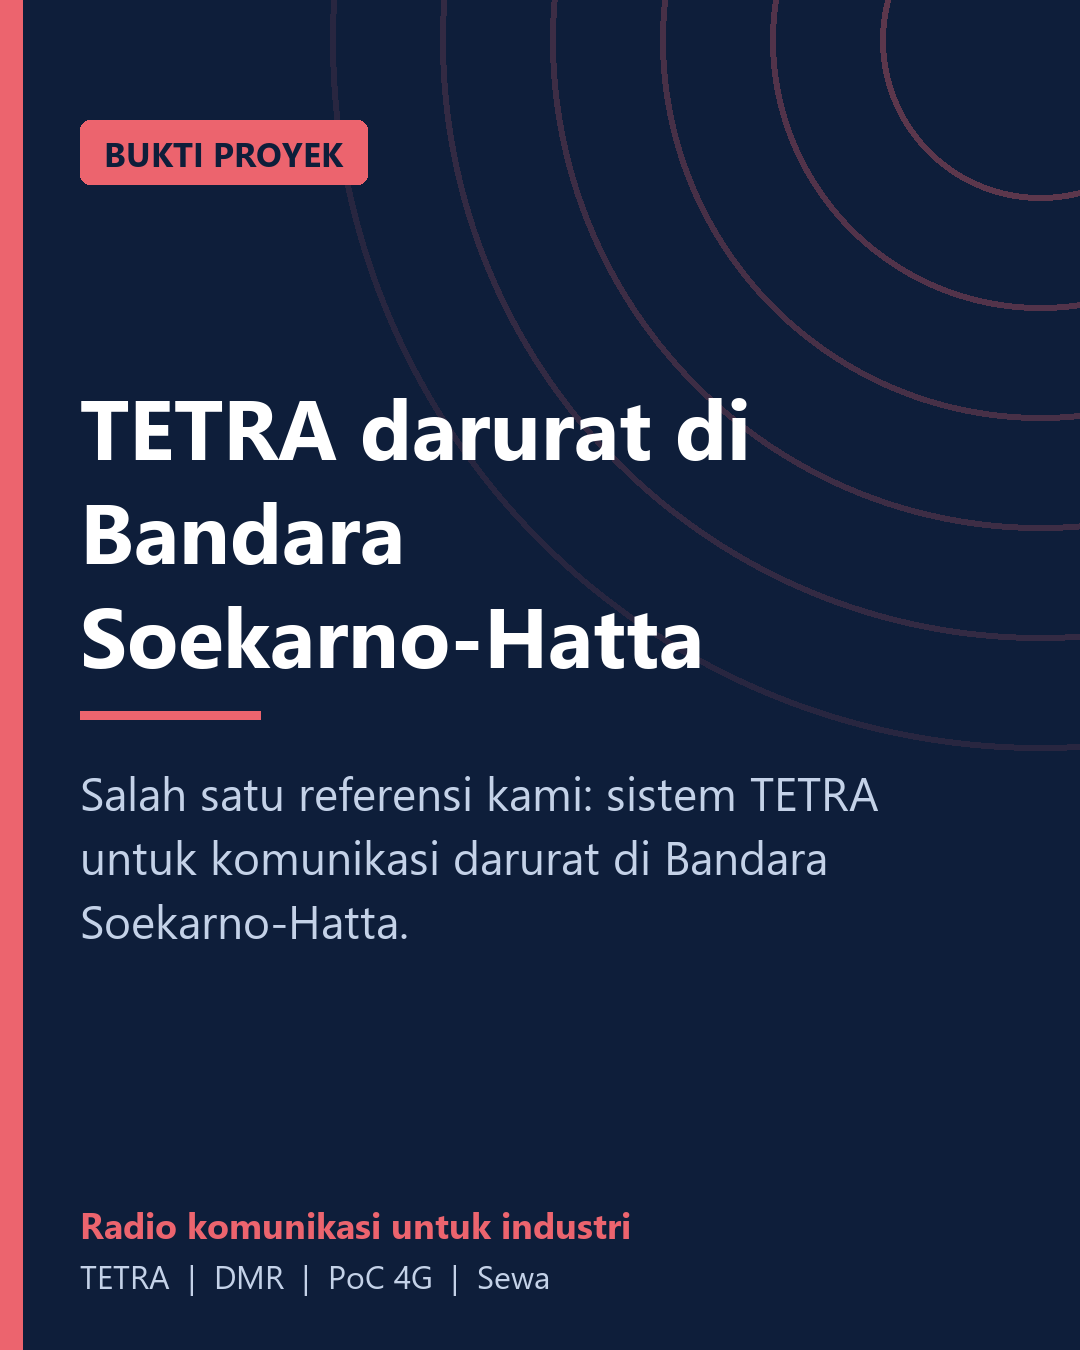 BUKTI PROYEK
TETRA darurat di
Bandara
Soekarno-Hatta
Salah satu referensi kami: sistem TETRA
untuk komunikasi darurat di Bandara
Soekarno-Hatta.
Radio komunikasi untuk industri
TETRA | DMR | PoC 4G | Sewa